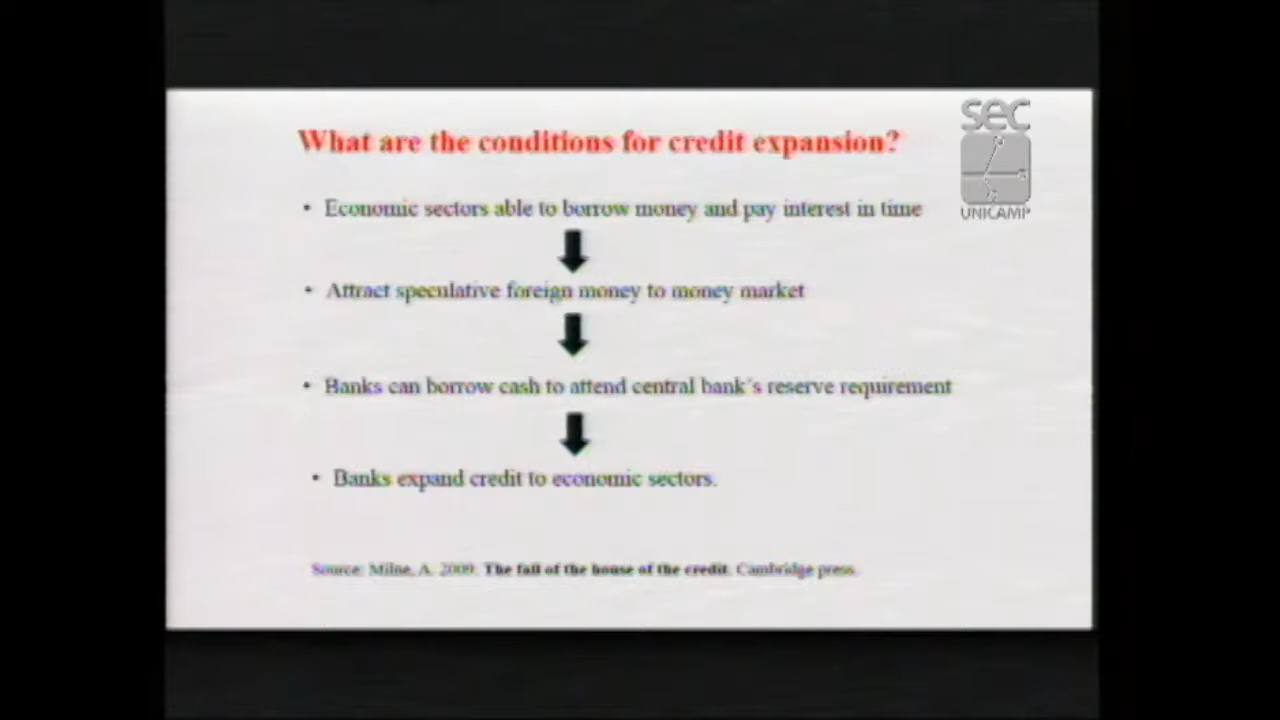 What are the conditions for credit expansion?
sec
UNICAMP
• Economic sectors able to borrow money and pay interest in time
• Attract speculative foreign money to money market
• Banks can borrow cash to attend central bank's reserve requirement
• Banks expand credit to economic sectors.
Source: Milne, A. 2009. The fall of the house of the credit. Cambridge press.